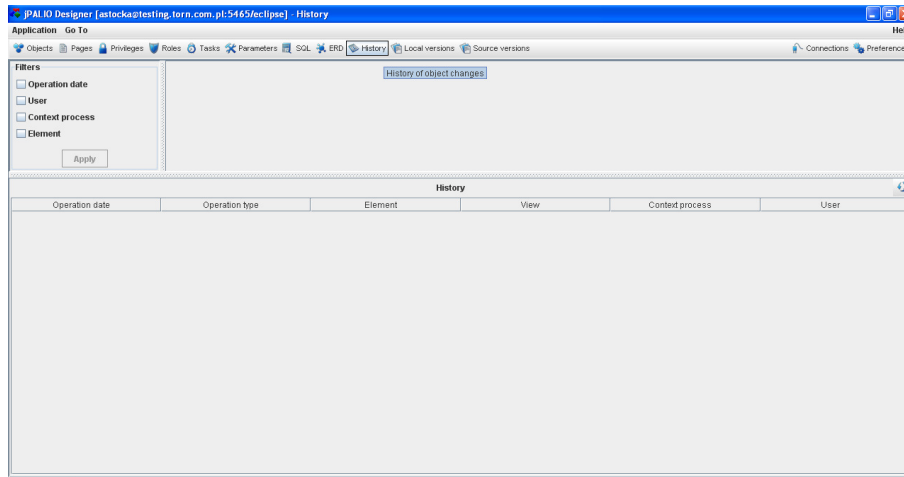 jPALIO Designer [astocka@testing.torn.com.pl:5465/eclipse] - History
Application Go To Hel
Objects Pages Privileges Roles Tasks Parameters SQL ERD History Local versions Source versions Connections Preference
Filters
History of object changes
Operation date
User
Context process
Element
Apply
History
Operation date Operation type Element View Context process User